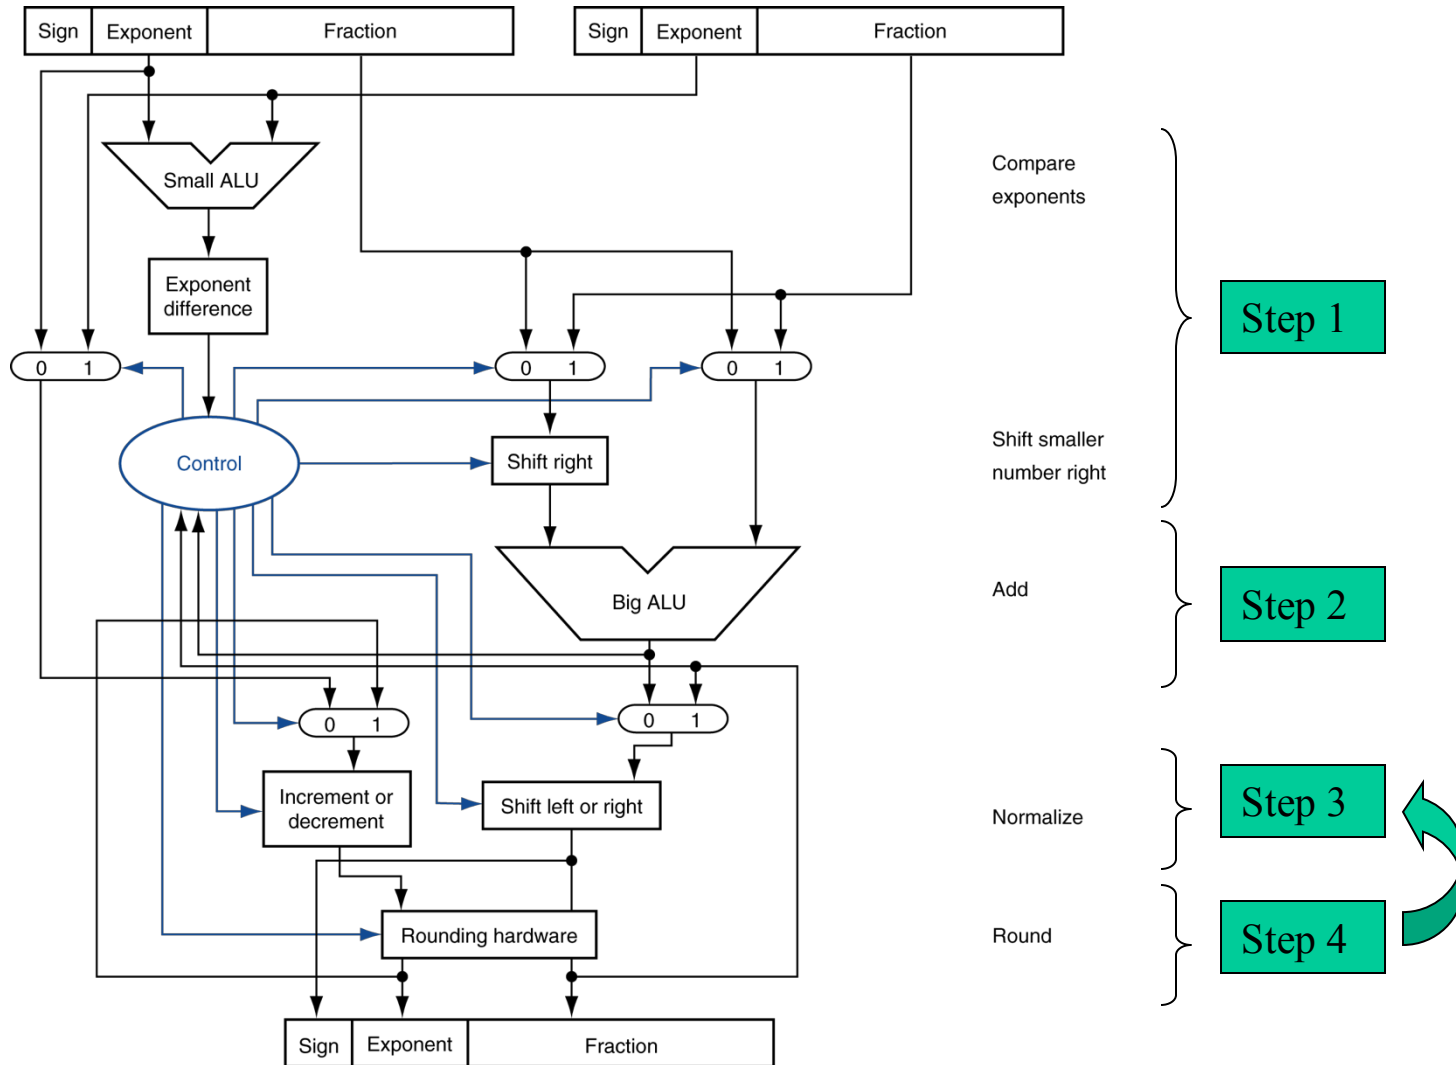 Sign Exponent Fraction
Sign Exponent Fraction
Small ALU
Compare
exponents
Exponent
difference
Step 1
0 1
0 1
0 1
Control
Shift right
Shift smaller
number right
Big ALU
Add
Step 2
0 1
0 1
Increment or
decrement
Shift left or right
Normalize
Step 3
Rounding hardware
Round
Step 4
Sign Exponent Fraction